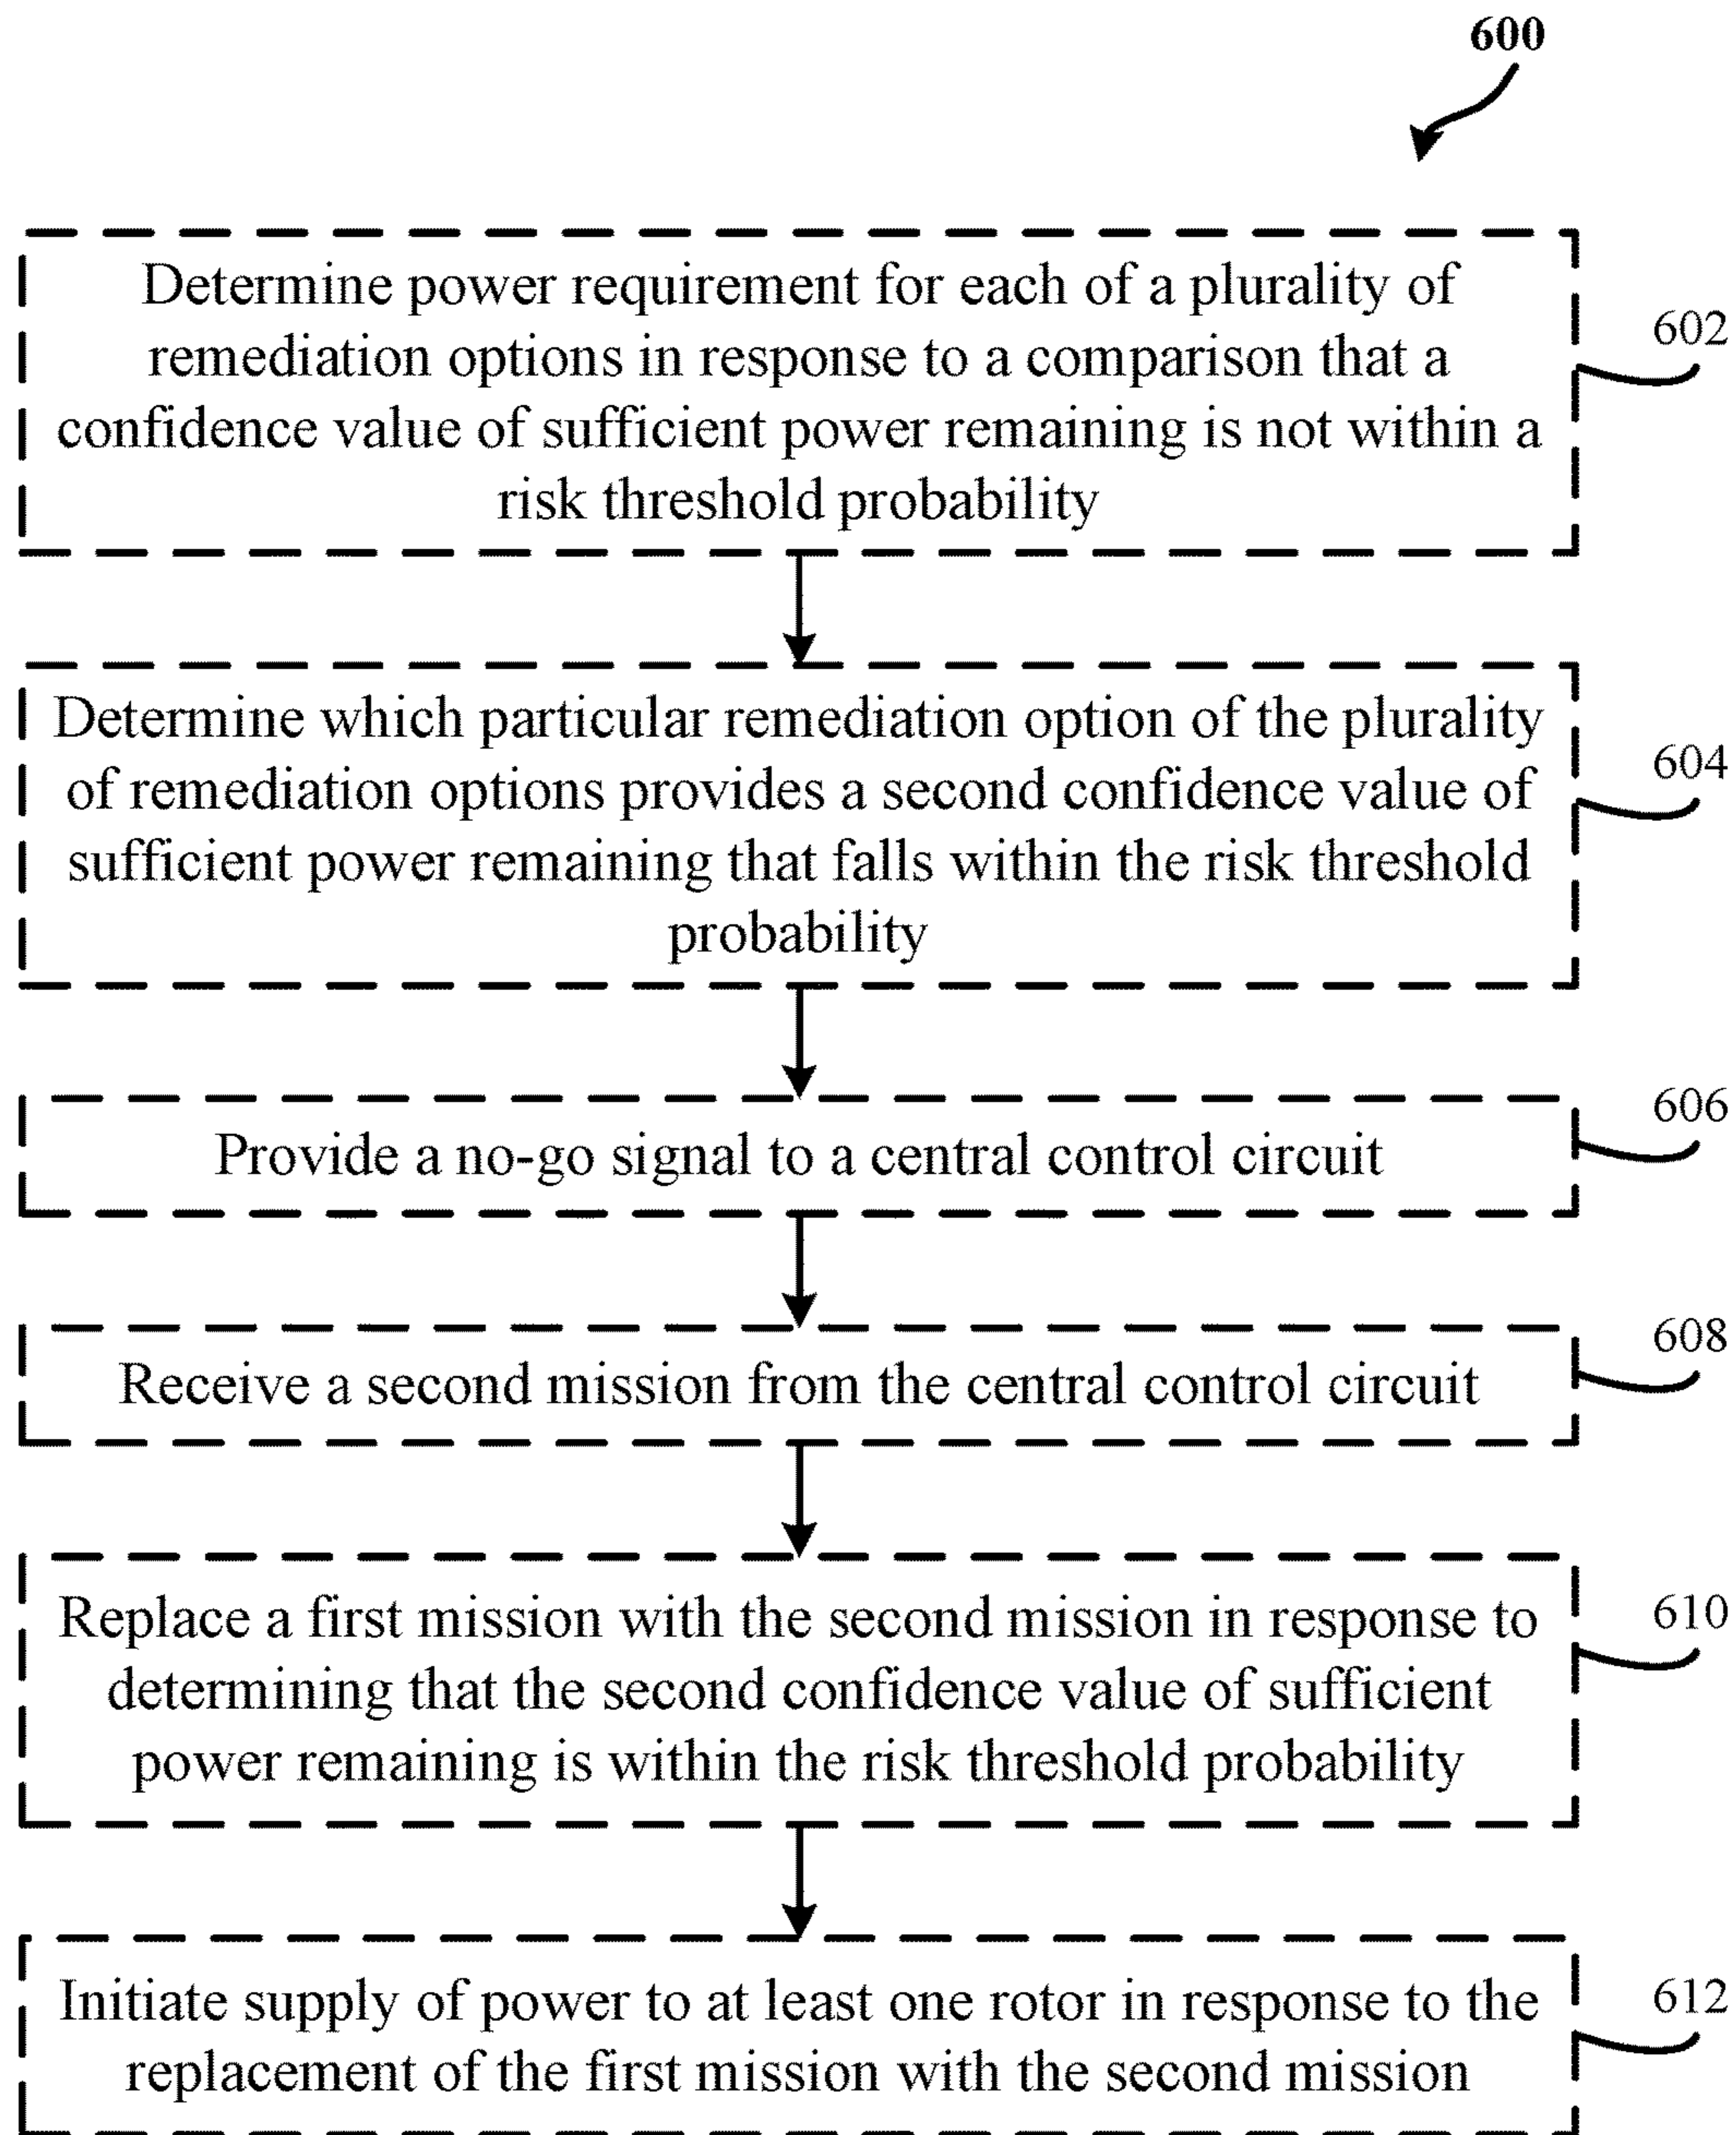 600
Determine power requirement for each of a plurality of
remediation options in response to a comparison that a
confidence value of sufficient power remaining is not within a
risk threshold probability
602
Determine which particular remediation option of the plurality
of remediation options provides a second confidence value of
sufficient power remaining that falls within the risk threshold
probability
604
Provide a no-go signal to a central control circuit
606
Receive a second mission from the central control circuit
608
Replace a first mission with the second mission in response to
determining that the second confidence value of sufficient
power remaining is within the risk threshold probability
610
Initiate supply of power to at least one rotor in response to the
replacement of the first mission with the second mission
612